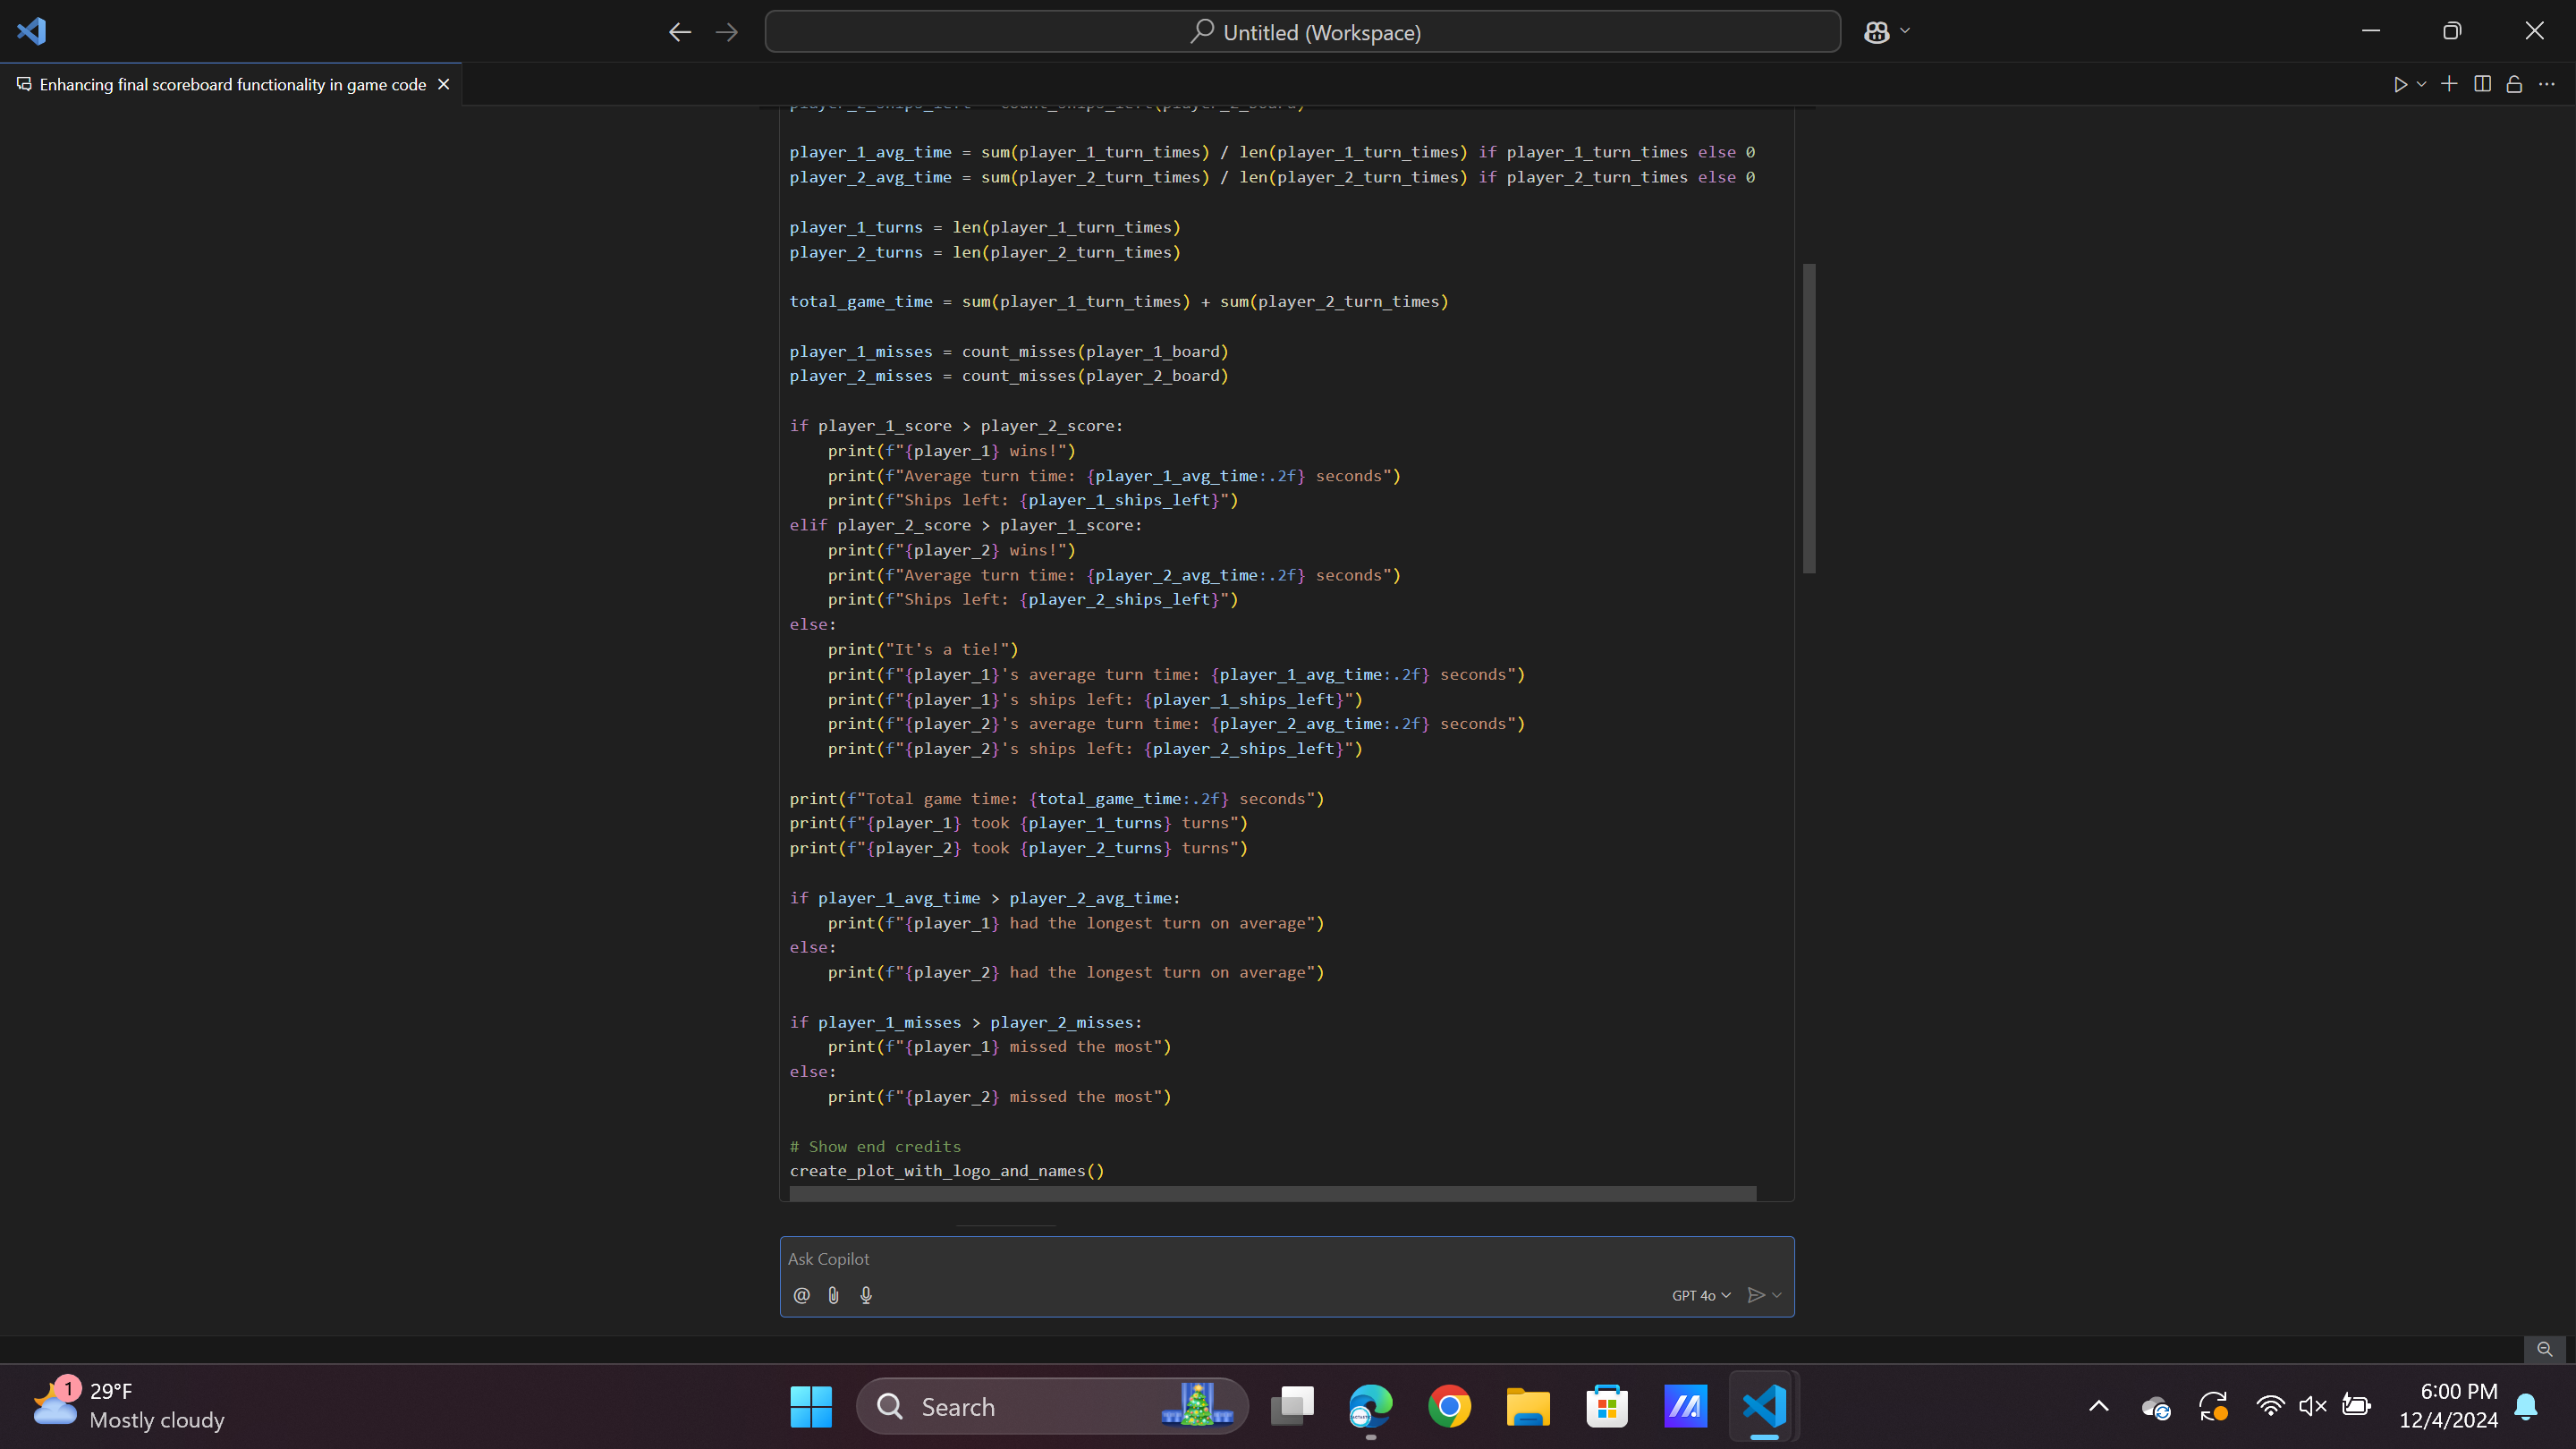 Untitled (Workspace)
Enhancing final scoreboard functionality in game code
player_2_ships_left = count_ships_left(player_2_board)
player_1_avg_time = sum(player_1_turn_times) / len(player_1_turn_times) if player_1_turn_times else 0
player_2_avg_time = sum(player_2_turn_times) / len(player_2_turn_times) if player_2_turn_times else 0
player_1_turns = len(player_1_turn_times)
player_2_turns = len(player_2_turn_times)
total_game_time = sum(player_1_turn_times) + sum(player_2_turn_times)
player_1_misses = count_misses(player_1_board)
player_2_misses = count_misses(player_2_board)
if player_1_score > player_2_score:
    print(f"{player_1} wins!")
    print(f"Average turn time: {player_1_avg_time:.2f} seconds")
    print(f"Ships left: {player_1_ships_left}")
elif player_2_score > player_1_score:
    print(f"{player_2} wins!")
    print(f"Average turn time: {player_2_avg_time:.2f} seconds")
    print(f"Ships left: {player_2_ships_left}")
else:
    print("It's a tie!")
    print(f"{player_1}'s average turn time: {player_1_avg_time:.2f} seconds")
    print(f"{player_1}'s ships left: {player_1_ships_left}")
    print(f"{player_2}'s average turn time: {player_2_avg_time:.2f} seconds")
    print(f"{player_2}'s ships left: {player_2_ships_left}")
print(f"Total game time: {total_game_time:.2f} seconds")
print(f"{player_1} took {player_1_turns} turns")
print(f"{player_2} took {player_2_turns} turns")
if player_1_avg_time > player_2_avg_time:
    print(f"{player_1} had the longest turn on average")
else:
    print(f"{player_2} had the longest turn on average")
if player_1_misses > player_2_misses:
    print(f"{player_1} missed the most")
else:
    print(f"{player_2} missed the most")
# Show end credits
create_plot_with_logo_and_names()
Ask Copilot
@
GPT 4o
1
29°F
Mostly cloudy
Search
6:00 PM
12/4/2024